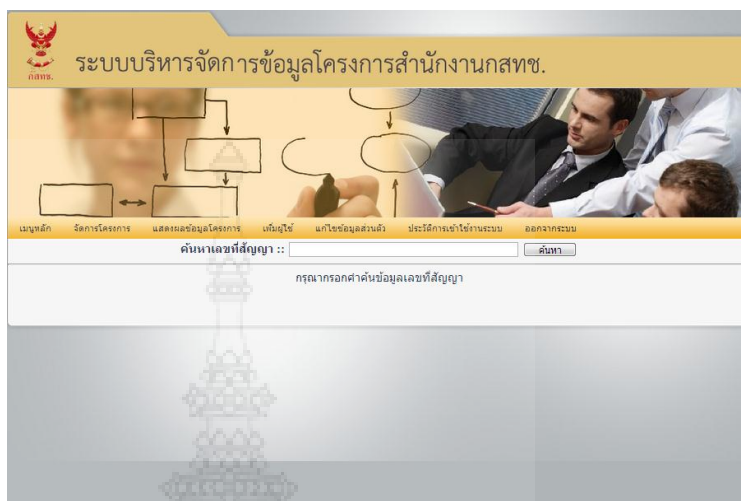 กสทช.
ระบบบริหารจัดการข้อมูลโครงการสำนักงานกสทช.
เมนูหลัก จัดการโครงการ แสดงผลข้อมูลโครงการ เพิ่มผู้ใช้ แก้ไขข้อมูลส่วนตัว ประวัติการเข้าใช้งานระบบ ออกจากระบบ
ค้นหาเลขที่สัญญา :: ค้นหา
กรุณากรอกคำค้นข้อมูลเลขที่สัญญา